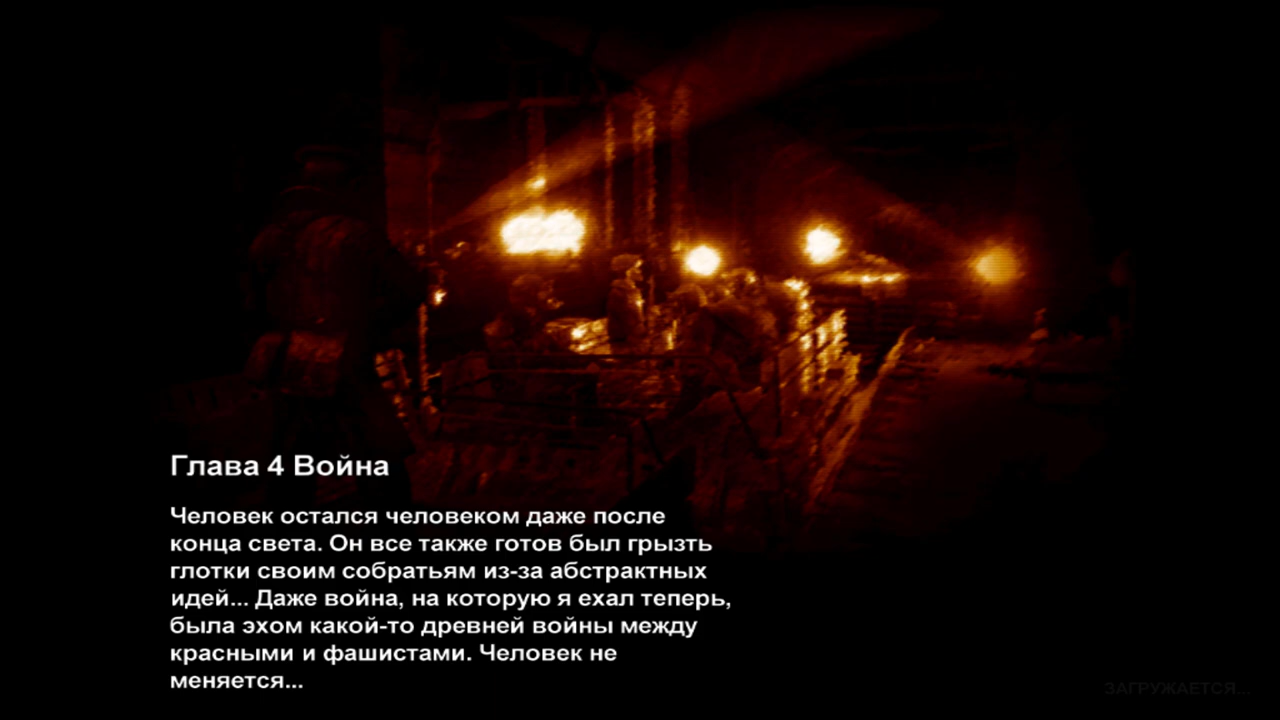 Глава 4 Война
Человек остался человеком даже после
конца света. Он все также готов был грызть
глотки своим собратьям из-за абстрактных
идей... Даже война, на которую я ехал теперь,
была эхом какой-то древней войны между
красными и фашистами. Человек не
меняется...
ЗАГРУЖАЕТСЯ...